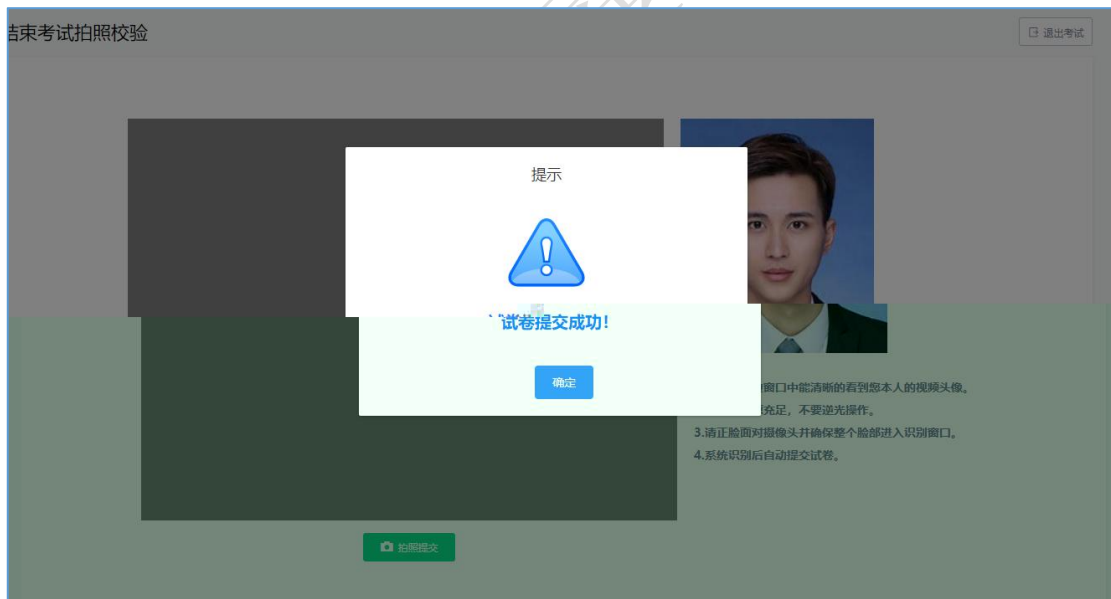 结束考试拍照校验
退出考试
提示
试卷提交成功！
确定
窗口中能清晰的看到您本人的视频头像。
充足，不要逆光操作。
3.请正脸面对摄像头并确保整个脸部进入识别窗口。
4.系统识别后自动提交试卷。
拍照提交